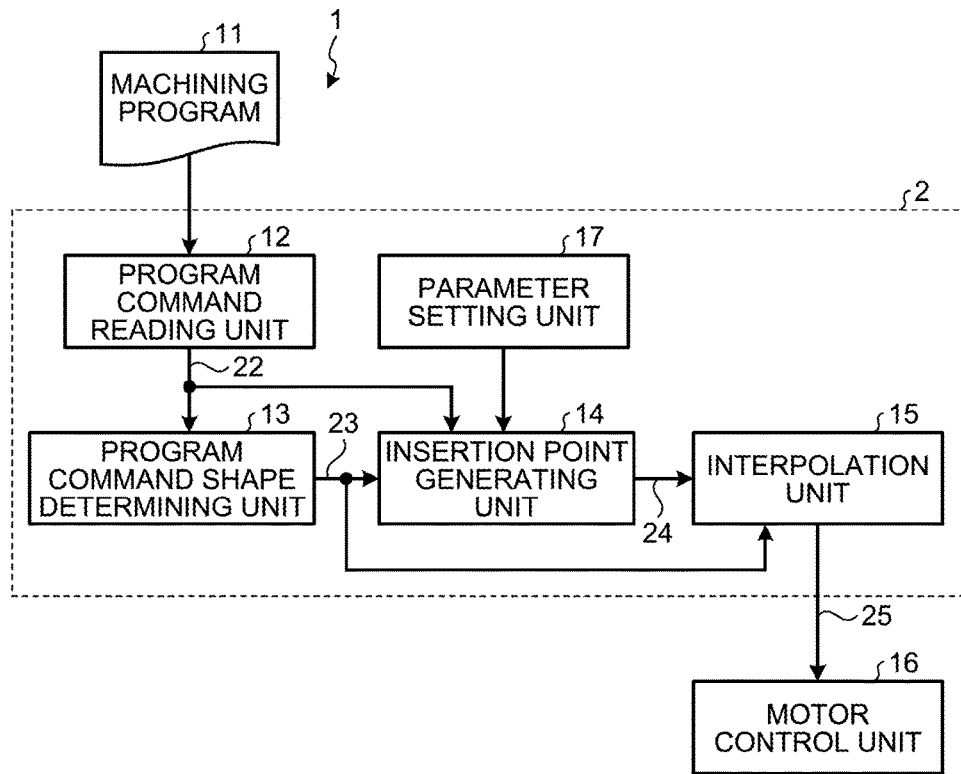 11
1
MACHINING
PROGRAM
2
12
PROGRAM
COMMAND
READING UNIT
17
PARAMETER
SETTING UNIT
22
13
PROGRAM
COMMAND SHAPE
DETERMINING UNIT
23
14
INSERTION POINT
GENERATING
UNIT
24
15
INTERPOLATION
UNIT
25
16
MOTOR
CONTROL UNIT